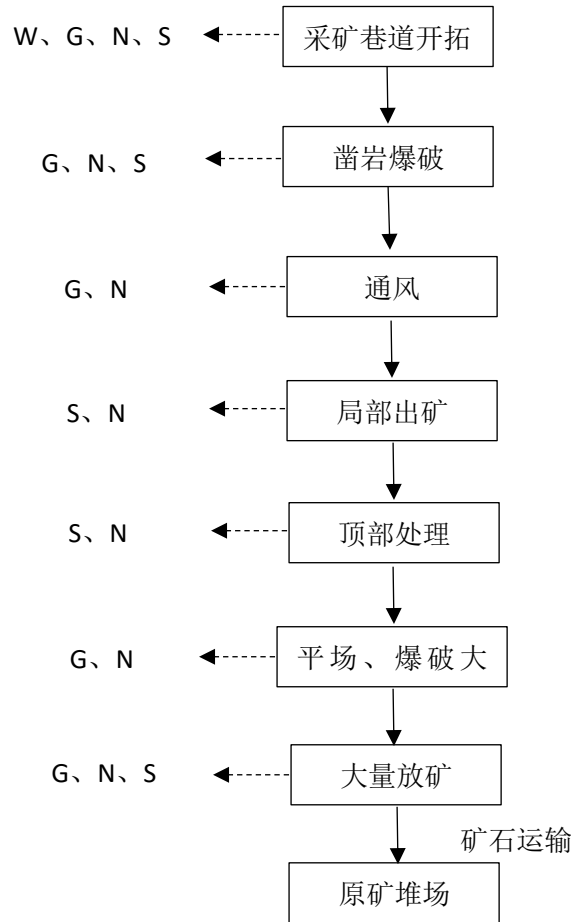 W、G、N、S
采矿巷道开拓
G、N、S
凿岩爆破
G、N
通风
S、N
局部出矿
S、N
顶部处理
G、N
平场、爆破大
G、N、S
大量放矿
矿石运输
原矿堆场